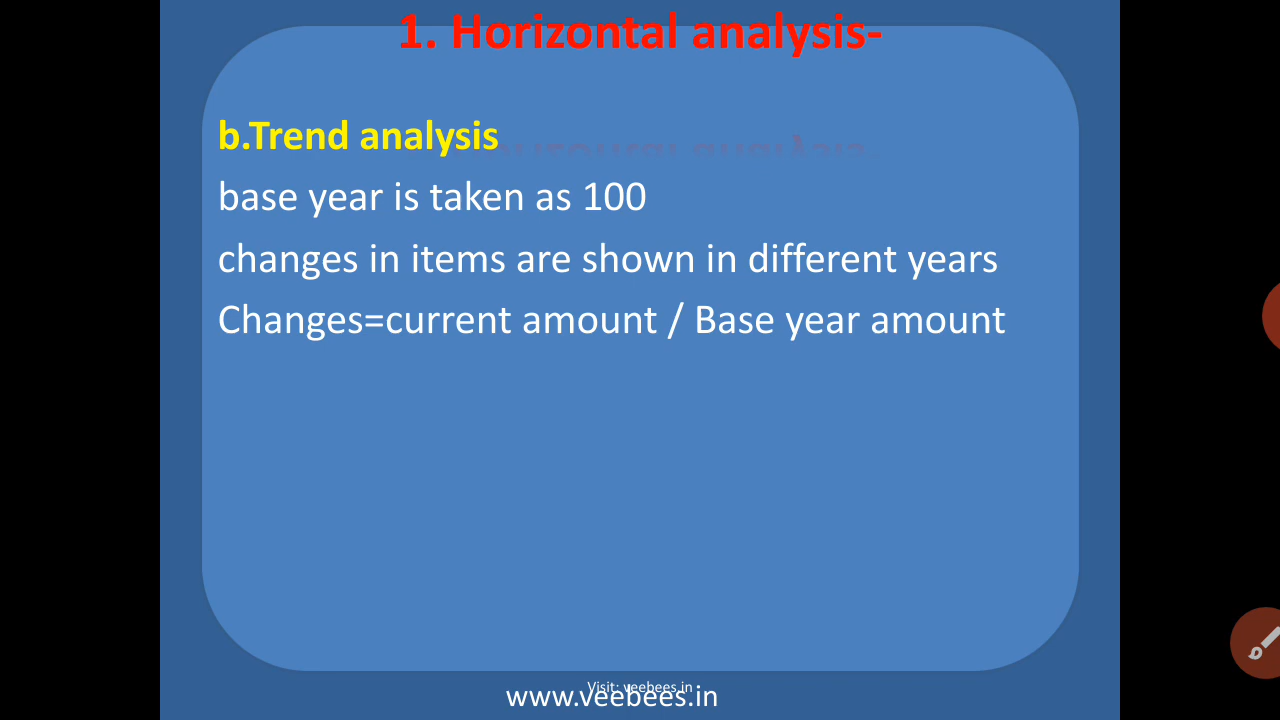 1. Horizontal analysis-
b.Trend analysis
base year is taken as 100
changes in items are shown in different years
Changes=current amount / Base year amount
Visit: veebees.in
www.veebees.in